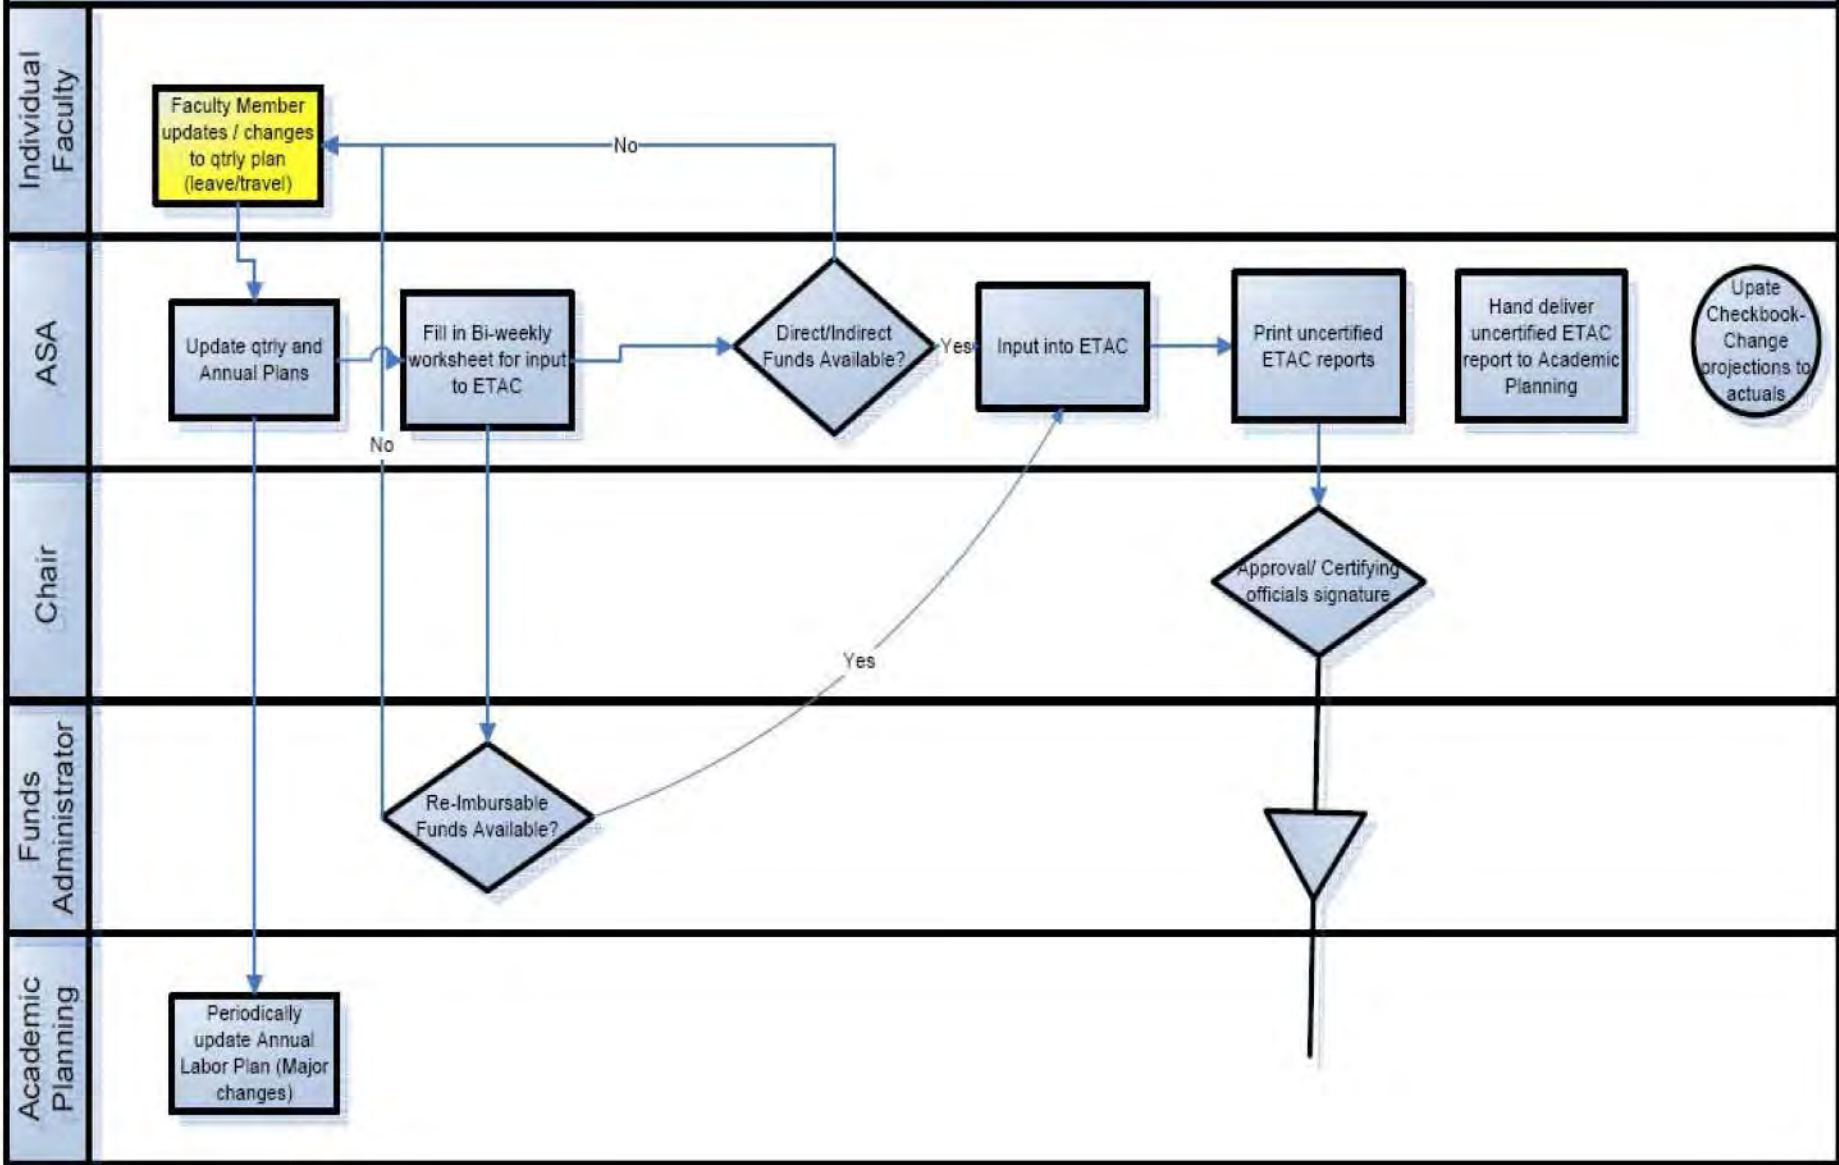 Individual
Faculty
Faculty Member
updates / changes
to qtrly plan
(leave/travel)
No
ASA
Update qtrly and
Annual Plans
No
Fill in Bi-weekly
worksheet for input
to ETAC
Direct/Indirect
Funds Available?
Yes
Input into ETAC
Print uncertified
ETAC reports
Hand deliver
uncertified ETAC
report to Academic
Planning
Upate
Checkbook-
Change
projections to
actuals
Chair
Approval/ Certifying
officials signature
Yes
Funds
Administrator
Re-Imbursable
Funds Available?
Academic
Planning
Periodically
update Annual
Labor Plan (Major
changes)